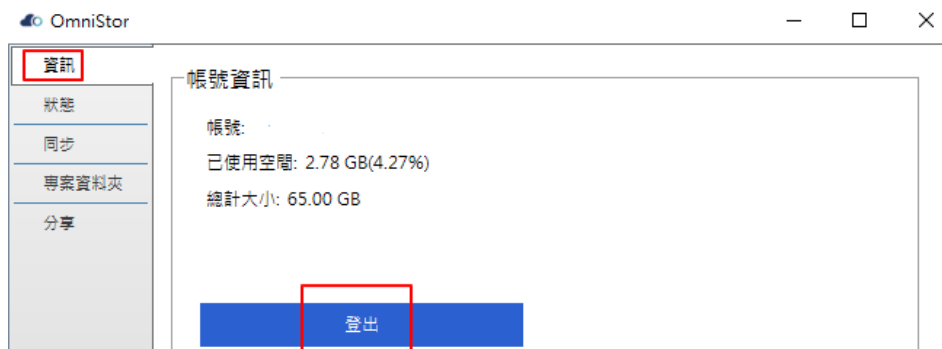 OmniStor
資訊
狀態
同步
專案資料夾
分享
帳號資訊
帳號:
已使用空間: 2.78 GB(4.27%)
總計大小: 65.00 GB
登出